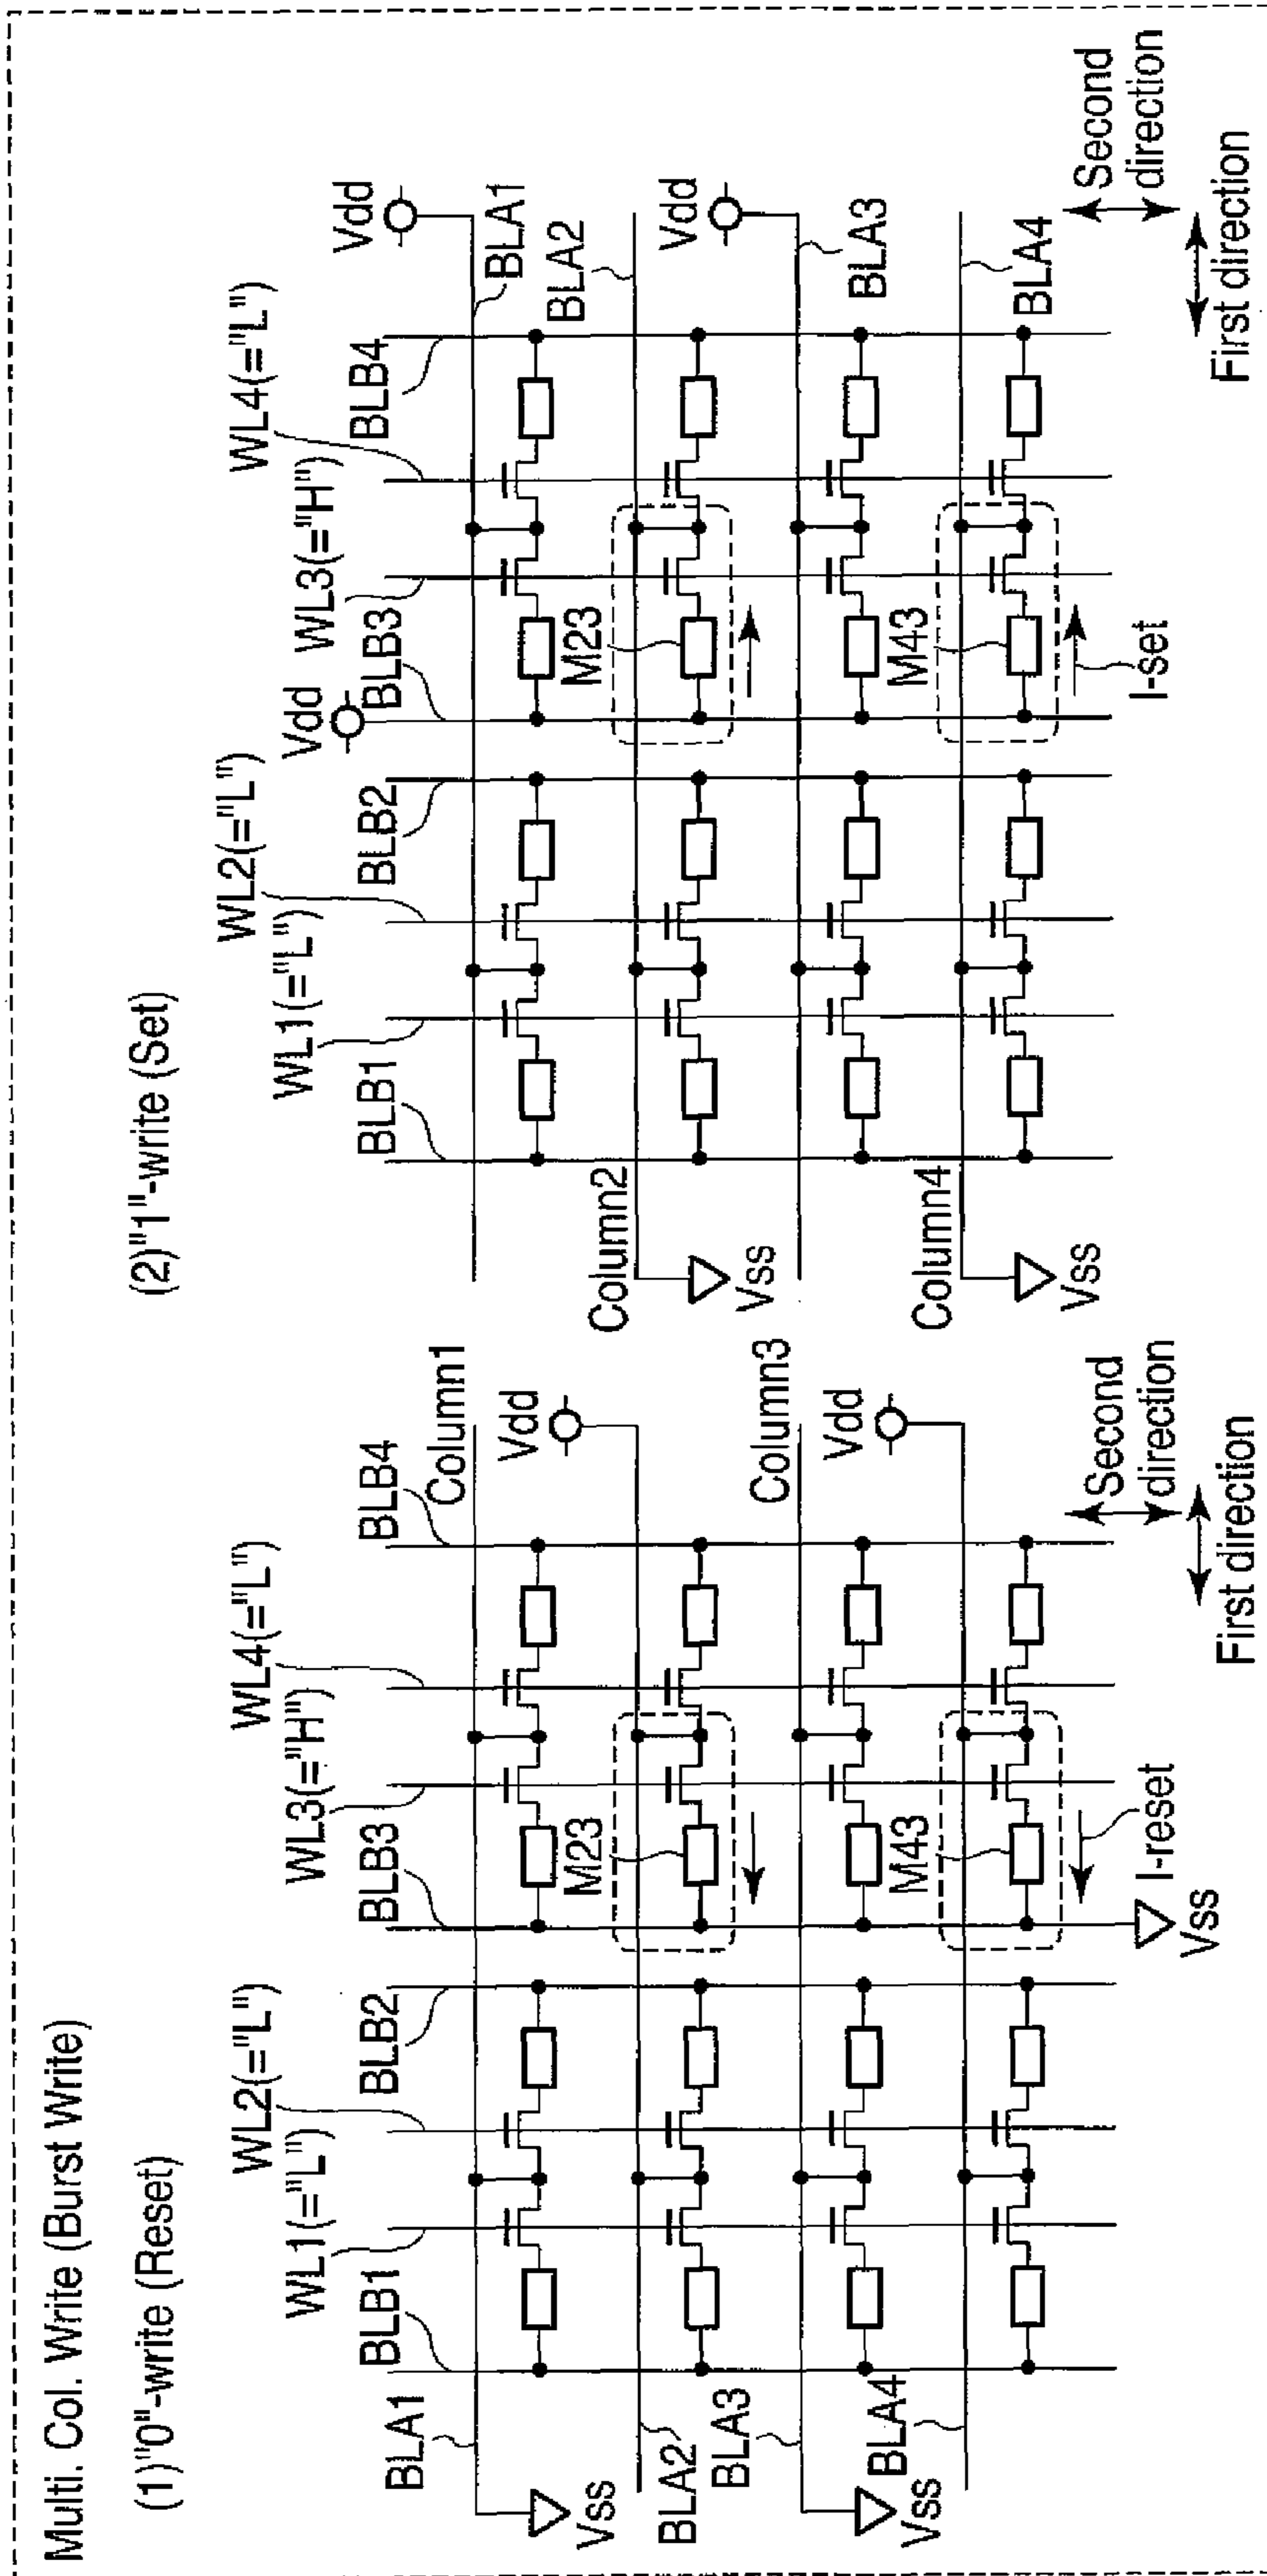 Multi. Col. Write (Burst Write)
(1)"0"-write (Reset)
WL1(="L")
WL2(="L")
WL3(="H")
WL4(="L")
BLB1
BLB2
BLB3
BLB4
BLA1
Column1
Vss
Vdd
BLA2
M23
BLA3
Column3
Vss
Vdd
BLA4
M43
I-reset
Vss
Second
direction
First direction
(2)"1"-write (Set)
WL1(="L")
WL2(="L")
WL3(="H")
WL4(="L")
BLB1
BLB2
Vdd
BLB3
BLB4
Vdd
BLA1
Column2
Vss
M23
BLA2
Vdd
BLA3
Column4
Vss
M43
BLA4
I-set
Second
direction
First direction